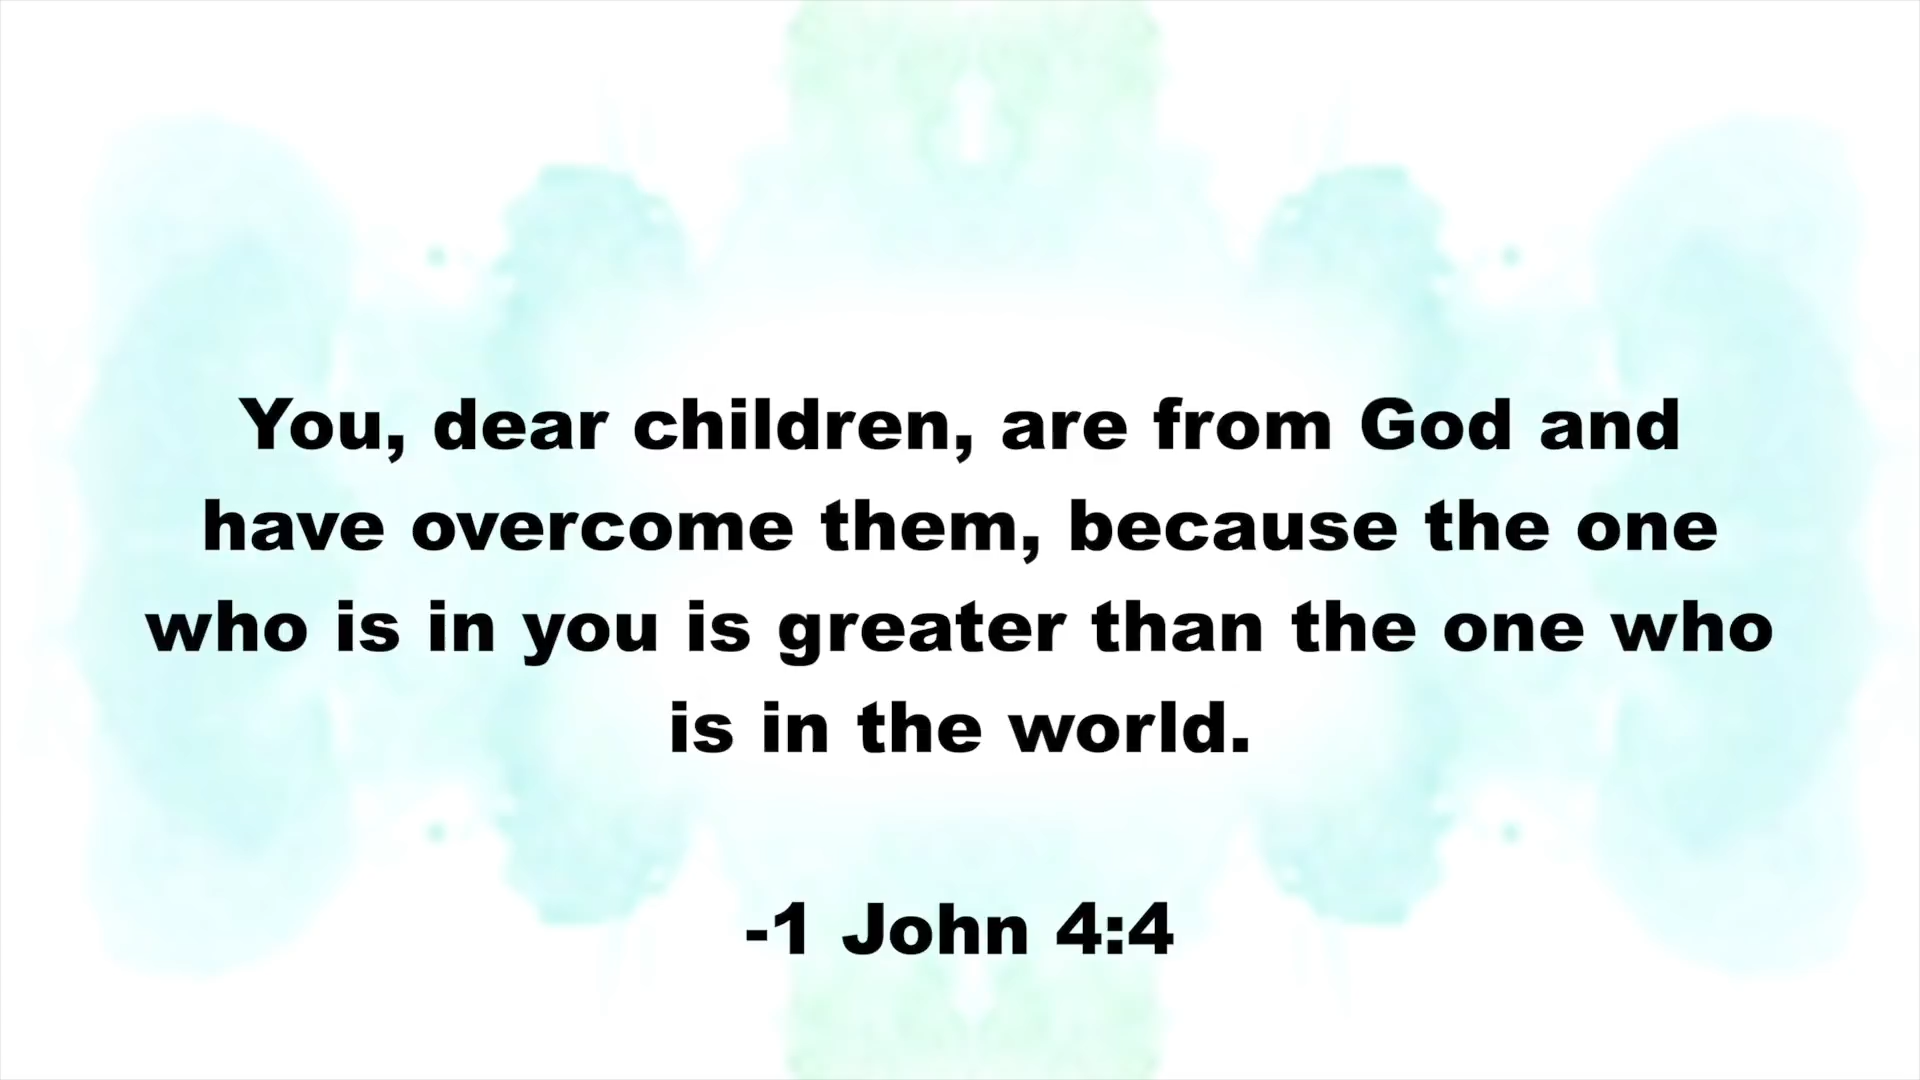 You, dear children, are from God and
have overcome them, because the one
who is in you is greater than the one who
is in the world.
-1 John 4:4